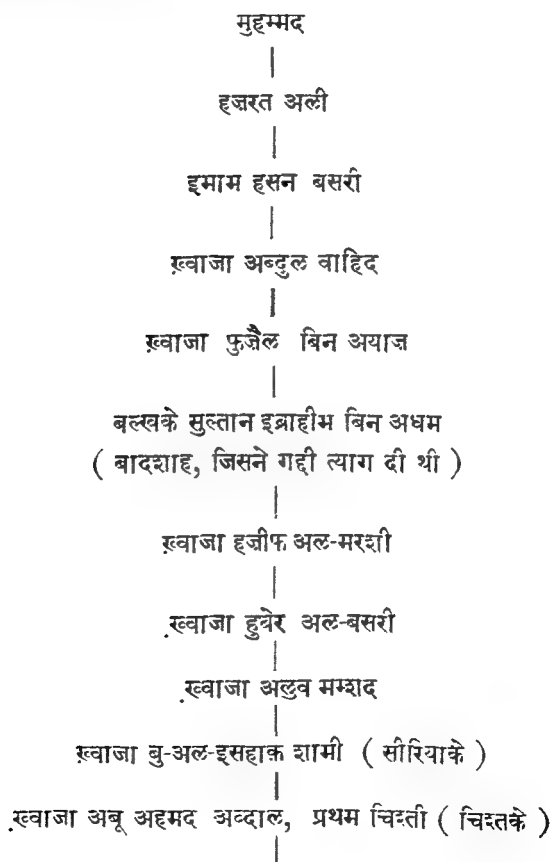 मुहम्मद
हज़रत अली
इमाम हसन बसरी
ख़्वाजा अब्दुल वाहिद
ख़्वाजा फुज़ैल बिन अयाज़
बल्खके सुल्तान इब्राहीम बिन अधम
( बादशाह, जिसने गद्दी त्याग दी थी )
ख़्वाजा हज़ीफ अल-मरशी
ख़्वाजा हुबेर अल-बसरी
ख़्वाजा अलुव मम्शद
ख़्वाजा बु-अल-इसहाक़ शामी ( सीरियाके )
ख़्वाजा अबू अहमद अब्दाल, प्रथम चिश्ती ( चिश्तके )